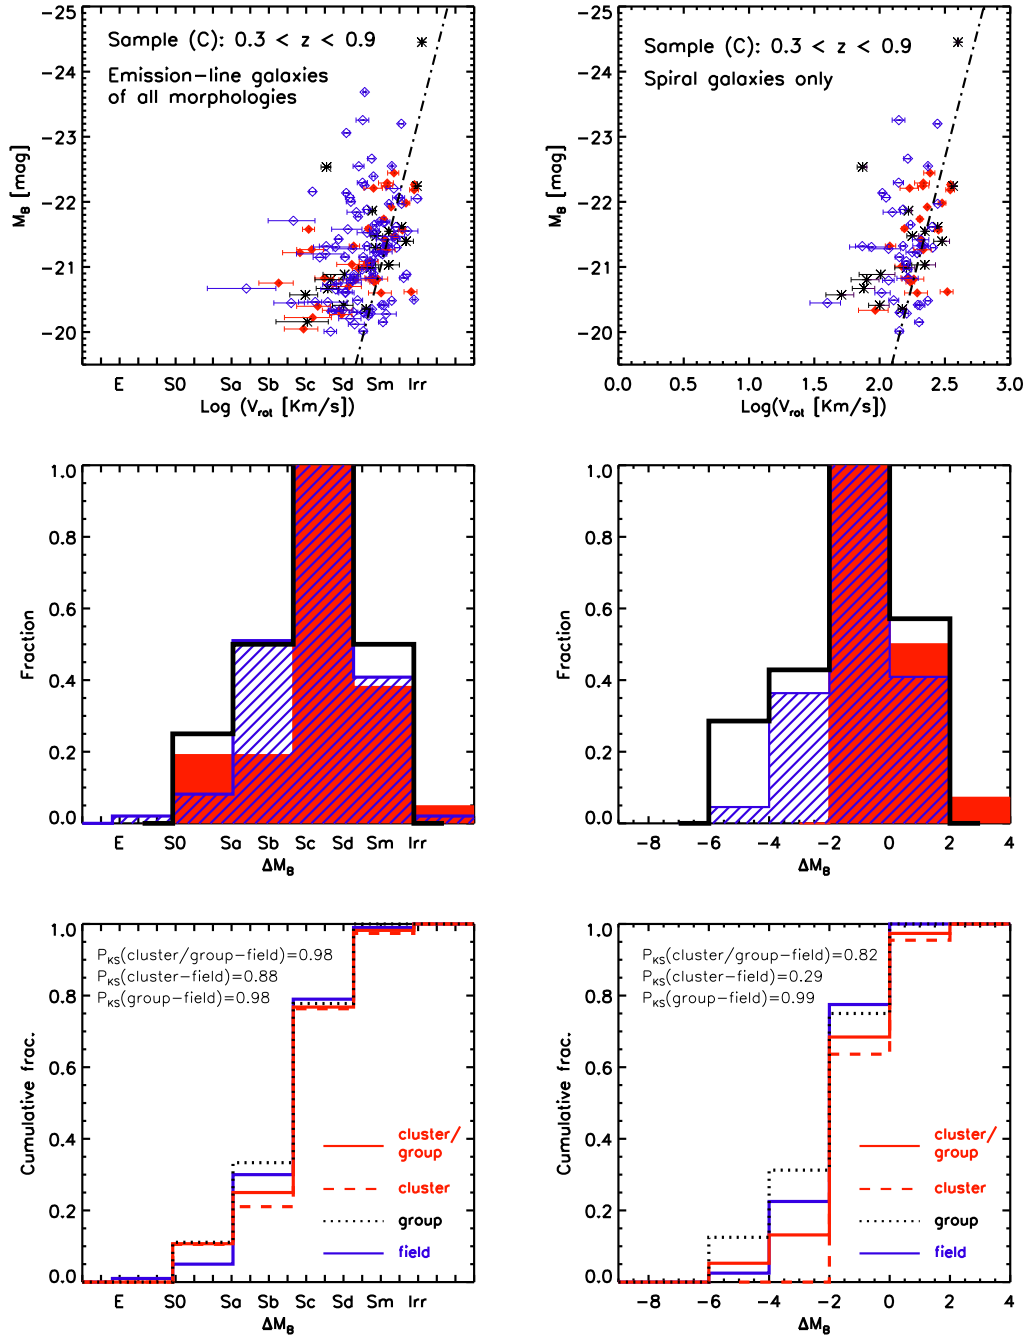 Sample (C): 0.3 < z < 0.9
Emission-line galaxies
of all morphologies
-25
-24
-23
-22
-21
-20
M_B [mag]
E S0 Sa Sb Sc Sd Sm Irr
Log (V_rot [Km/s])
Sample (C): 0.3 < z < 0.9
Spiral galaxies only
-25
-24
-23
-22
-21
-20
M_B [mag]
0.0 0.5 1.0 1.5 2.0 2.5 3.0
Log(V_rot [Km/s])
1.0
0.8
0.6
0.4
0.2
0.0
Fraction
E S0 Sa Sb Sc Sd Sm Irr
ΔM_B
1.0
0.8
0.6
0.4
0.2
0.0
Fraction
-8 -6 -4 -2 0 2 4
ΔM_B
1.0
0.8
0.6
0.4
0.2
0.0
Cumulative frac.
P_KS(cluster/group-field)=0.98
P_KS(cluster-field)=0.88
P_KS(group-field)=0.98
cluster/
group
cluster
group
field
E S0 Sa Sb Sc Sd Sm Irr
ΔM_B
1.0
0.8
0.6
0.4
0.2
0.0
Cumulative frac.
P_KS(cluster/group-field)=0.82
P_KS(cluster-field)=0.29
P_KS(group-field)=0.99
cluster/
group
cluster
group
field
-8 -6 -4 -2 0 2 4
ΔM_B